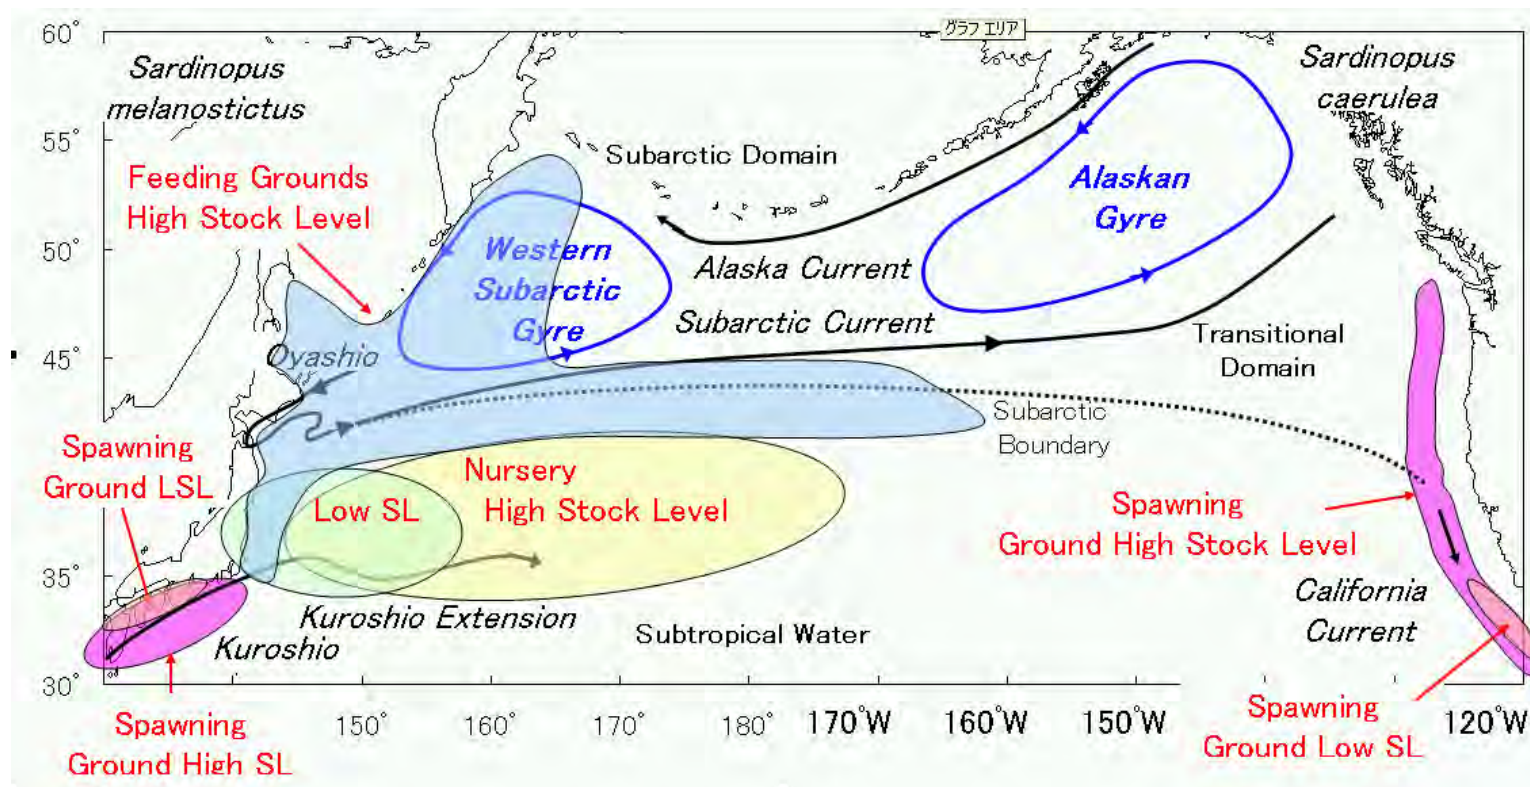 60°
グラフ エリア
Sardinopus
melanostictus
Sardinopus
caerulea
55°
Subarctic Domain
Feeding Grounds
High Stock Level
Alaskan
Gyre
50°
Western
Subarctic
Gyre
Alaska Current
Subarctic Current
Transitional
Domain
45°
Oyashio
Subarctic
Boundary
Spawning
Ground LSL
Nursery
High Stock Level
Low SL
Spawning
Ground High Stock Level
35°
California
Current
Kuroshio Extension
Kuroshio
Subtropical Water
30°
150°
160°
170°
180°
170°W
160°W
150°W
120°W
Spawning
Ground High SL
Spawning
Ground Low SL